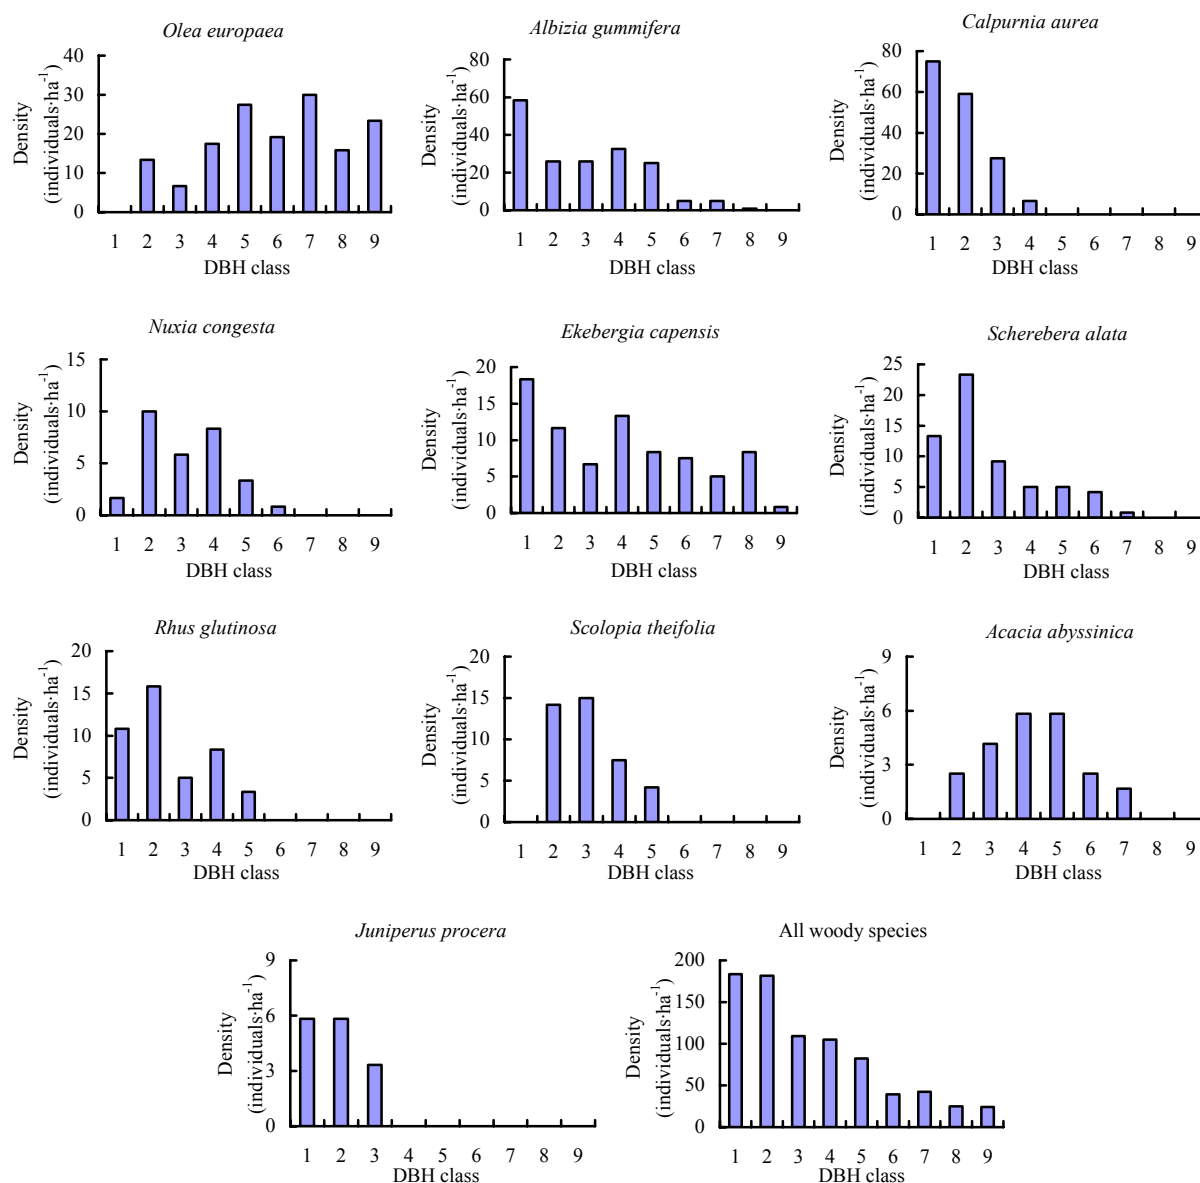 Olea europaea
Density
(individuals·ha⁻¹)
40
30
20
10
0
1 2 3 4 5 6 7 8 9
DBH class
Albizia gummifera
Density
(individuals·ha⁻¹)
80
60
40
20
0
1 2 3 4 5 6 7 8 9
DBH class
Calpurnia aurea
Density
(individuals·ha⁻¹)
80
60
40
20
0
1 2 3 4 5 6 7 8 9
DBH class
Nuxia congesta
Density
(individuals·ha⁻¹)
15
10
5
0
1 2 3 4 5 6 7 8 9
DBH class
Ekebergia capensis
Density
(individuals·ha⁻¹)
20
15
10
5
0
1 2 3 4 5 6 7 8 9
DBH class
Scherebera alata
Density
(individuals·ha⁻¹)
25
20
15
10
5
0
1 2 3 4 5 6 7 8 9
DBH class
Rhus glutinosa
Density
(individuals·ha⁻¹)
20
15
10
5
0
1 2 3 4 5 6 7 8 9
DBH class
Scolopia theifolia
Density
(individuals·ha⁻¹)
20
15
10
5
0
1 2 3 4 5 6 7 8 9
DBH class
Acacia abyssinica
Density
(individuals·ha⁻¹)
9
6
3
0
1 2 3 4 5 6 7 8 9
DBH class
Juniperus procera
Density
(individuals·ha⁻¹)
9
6
3
0
1 2 3 4 5 6 7 8 9
DBH class
All woody species
Density
(individuals·ha⁻¹)
200
150
100
50
0
1 2 3 4 5 6 7 8 9
DBH class